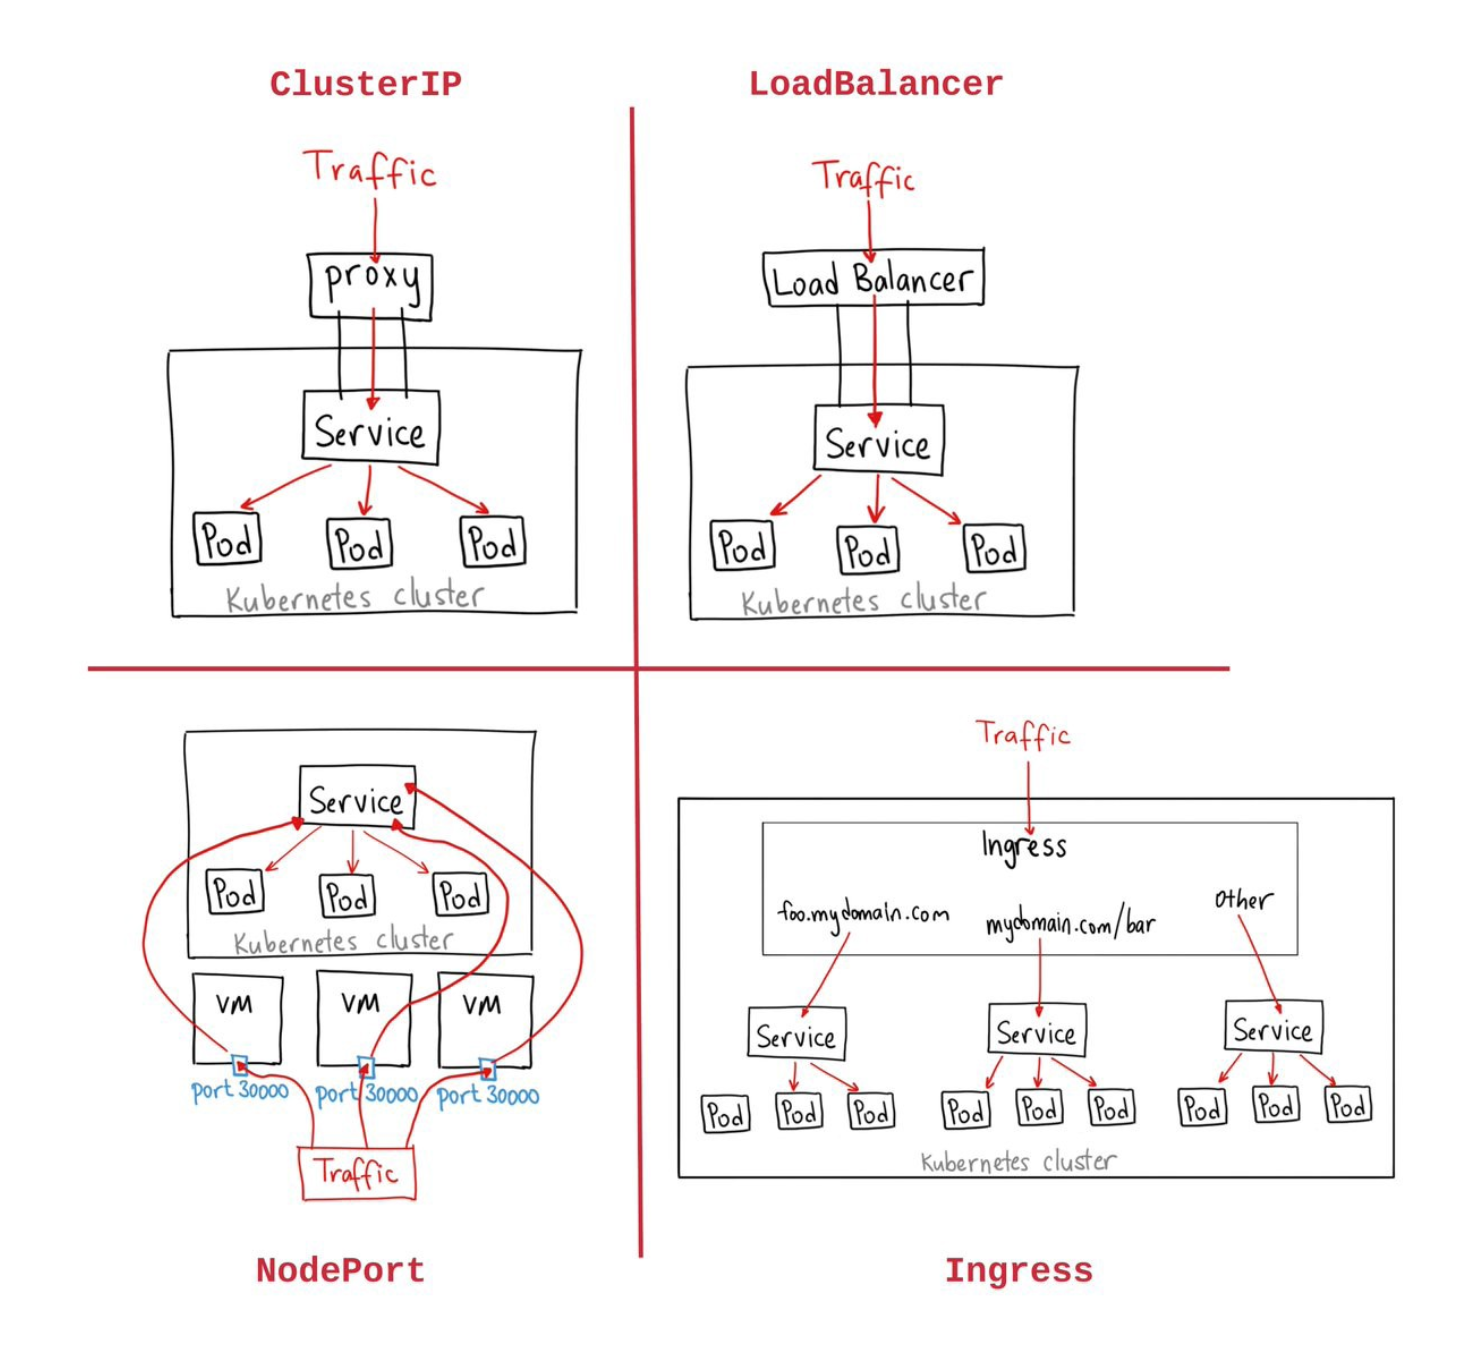 ClusterIP
Traffic
proxy
Service
Pod Pod Pod
Kubernetes cluster
LoadBalancer
Traffic
Load Balancer
Service
Pod Pod Pod
Kubernetes cluster
Service
Pod Pod Pod
Kubernetes cluster
VM VM VM
port 30000 port 30000 port 30000
Traffic
NodePort
Traffic
Ingress
foo.mydomain.com mydomain.com/bar Other
Service Service Service
Pod Pod Pod Pod Pod Pod Pod Pod Pod
Kubernetes cluster
Ingress